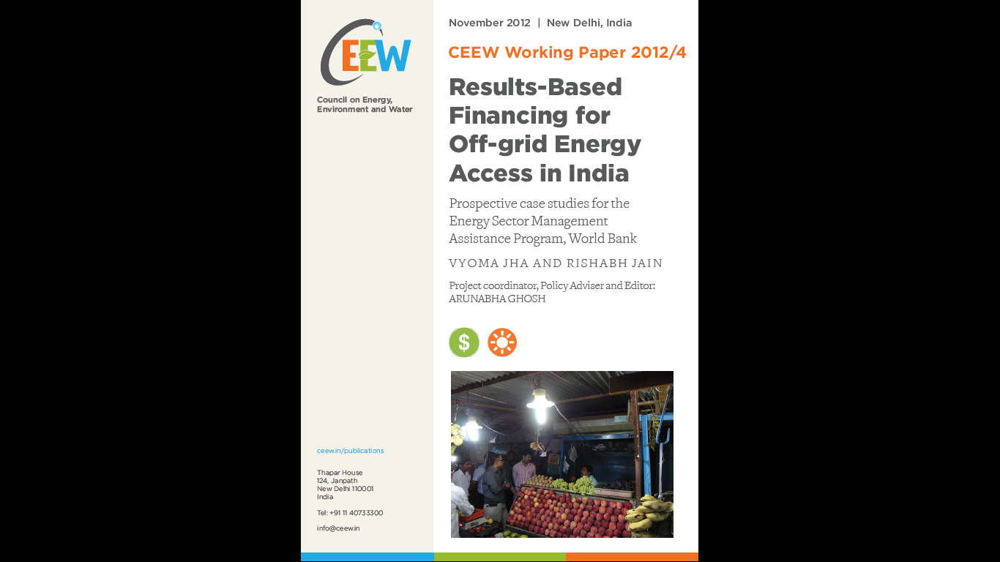 CEEW
Council on Energy,
Environment and Water
ceew.in/publications
Thapar House
124, Janpath
New Delhi 110001
India
Tel: +91 11 40733300
info@ceew.in
November 2012 | New Delhi, India
CEEW Working Paper 2012/4
Results-Based
Financing for
Off-grid Energy
Access in India
Prospective case studies for the
Energy Sector Management
Assistance Program, World Bank
VYOMA JHA AND RISHABH JAIN
Project coordinator, Policy Adviser and Editor:
ARUNABHA GHOSH
$